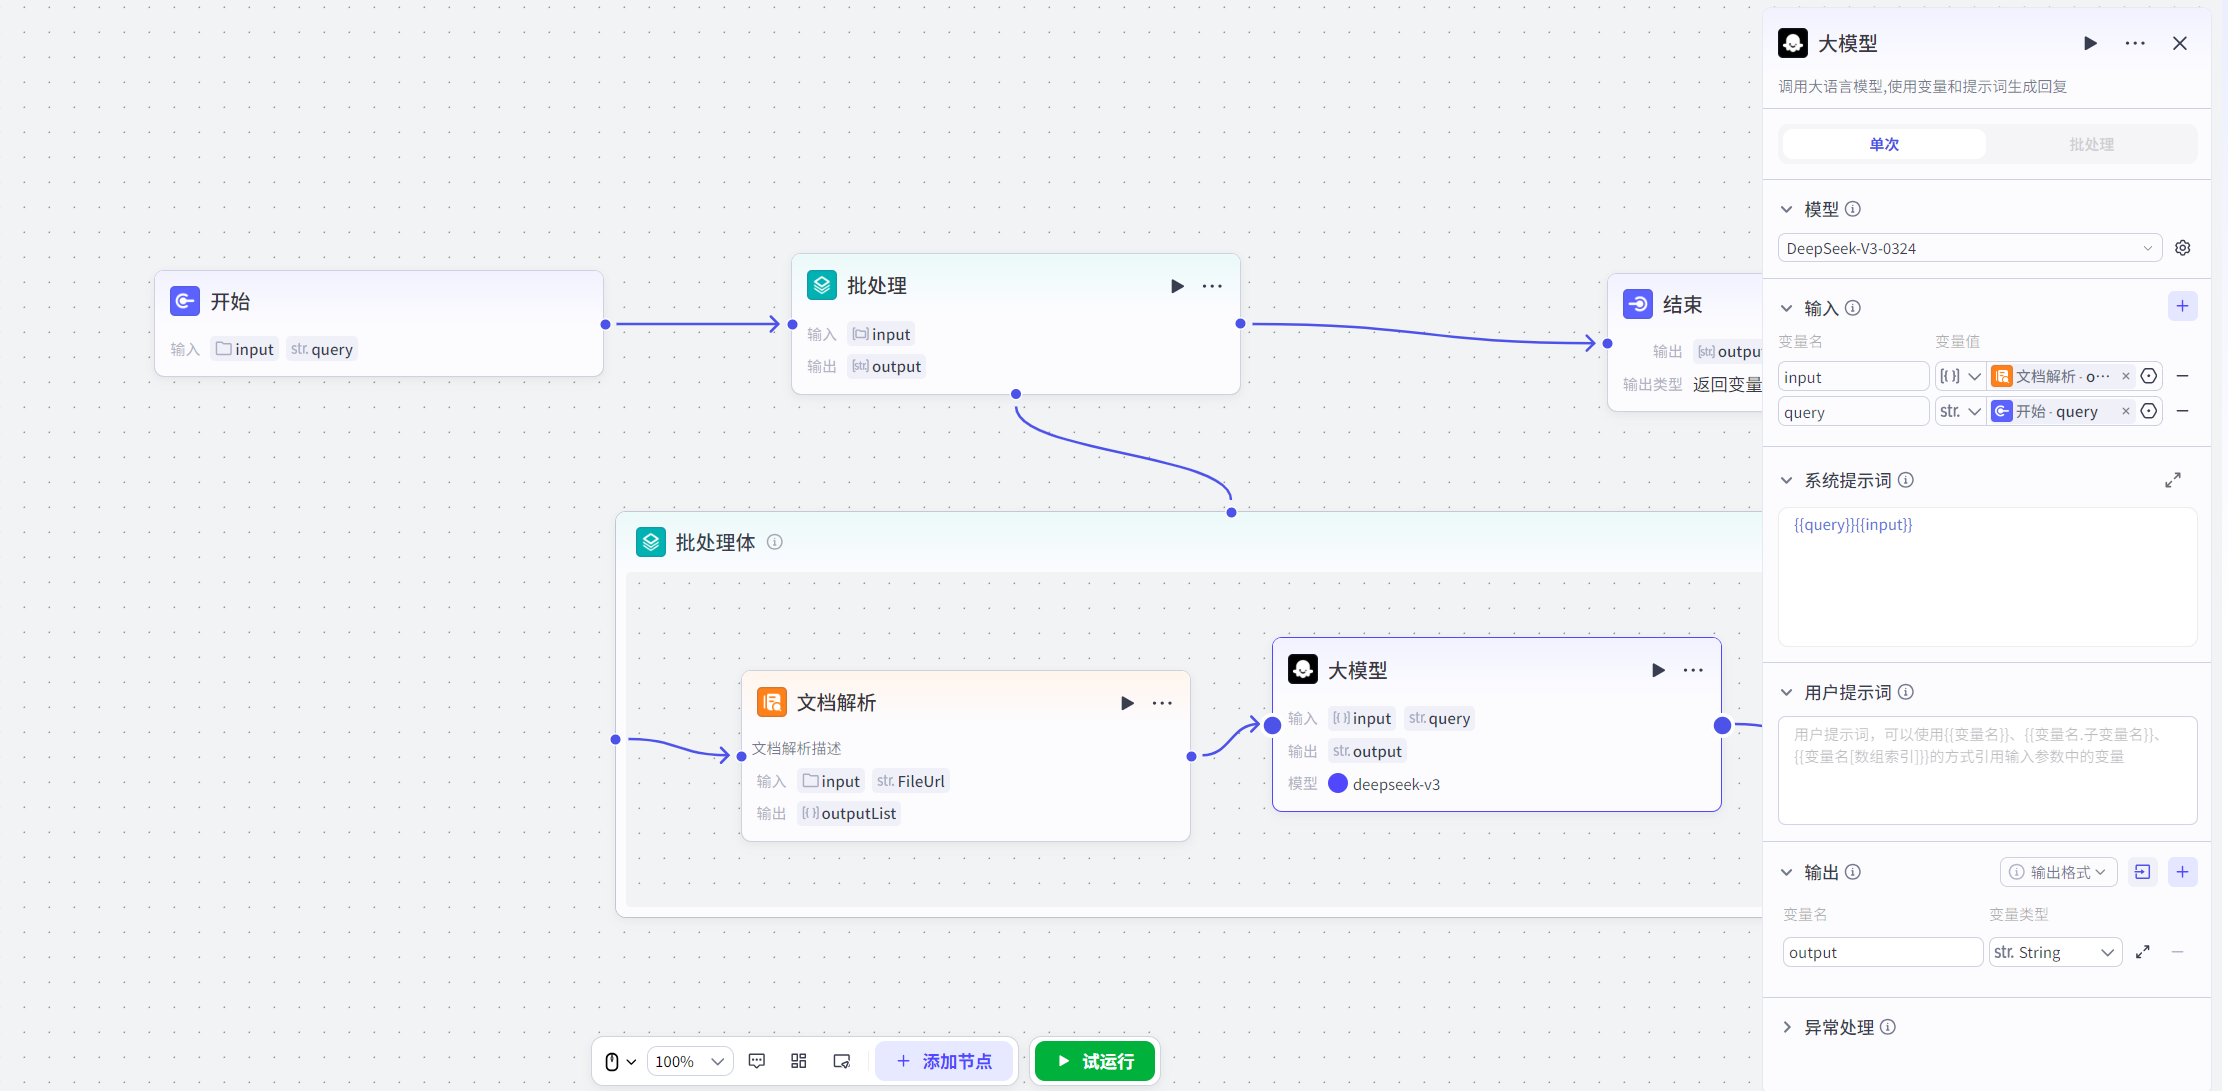 开始
输入 input str. query
批处理
输入 input
输出 [str] output
结束
输出 [str] outpu
输出类型 返回变量
批处理体
文档解析
文档解析描述
输入 input str. FileUrl
输出 [{}] outputList
大模型
输入 [{}] input str. query
输出 str. output
模型 deepseek-v3
100%
+ 添加节点
试运行
大模型
调用大语言模型,使用变量和提示词生成回复
单次 批处理
模型
DeepSeek-V3-0324
输入
变量名 变量值
input [{}] 文档解析 · o···
query str. 开始 · query
系统提示词
{{query}}{{input}}
用户提示词
用户提示词，可以使用{{变量名}}、{{变量名.子变量名}}、
{{变量名[数组索引]}}的方式引用输入参数中的变量
输出 输出格式
变量名 变量类型
output str. String
异常处理